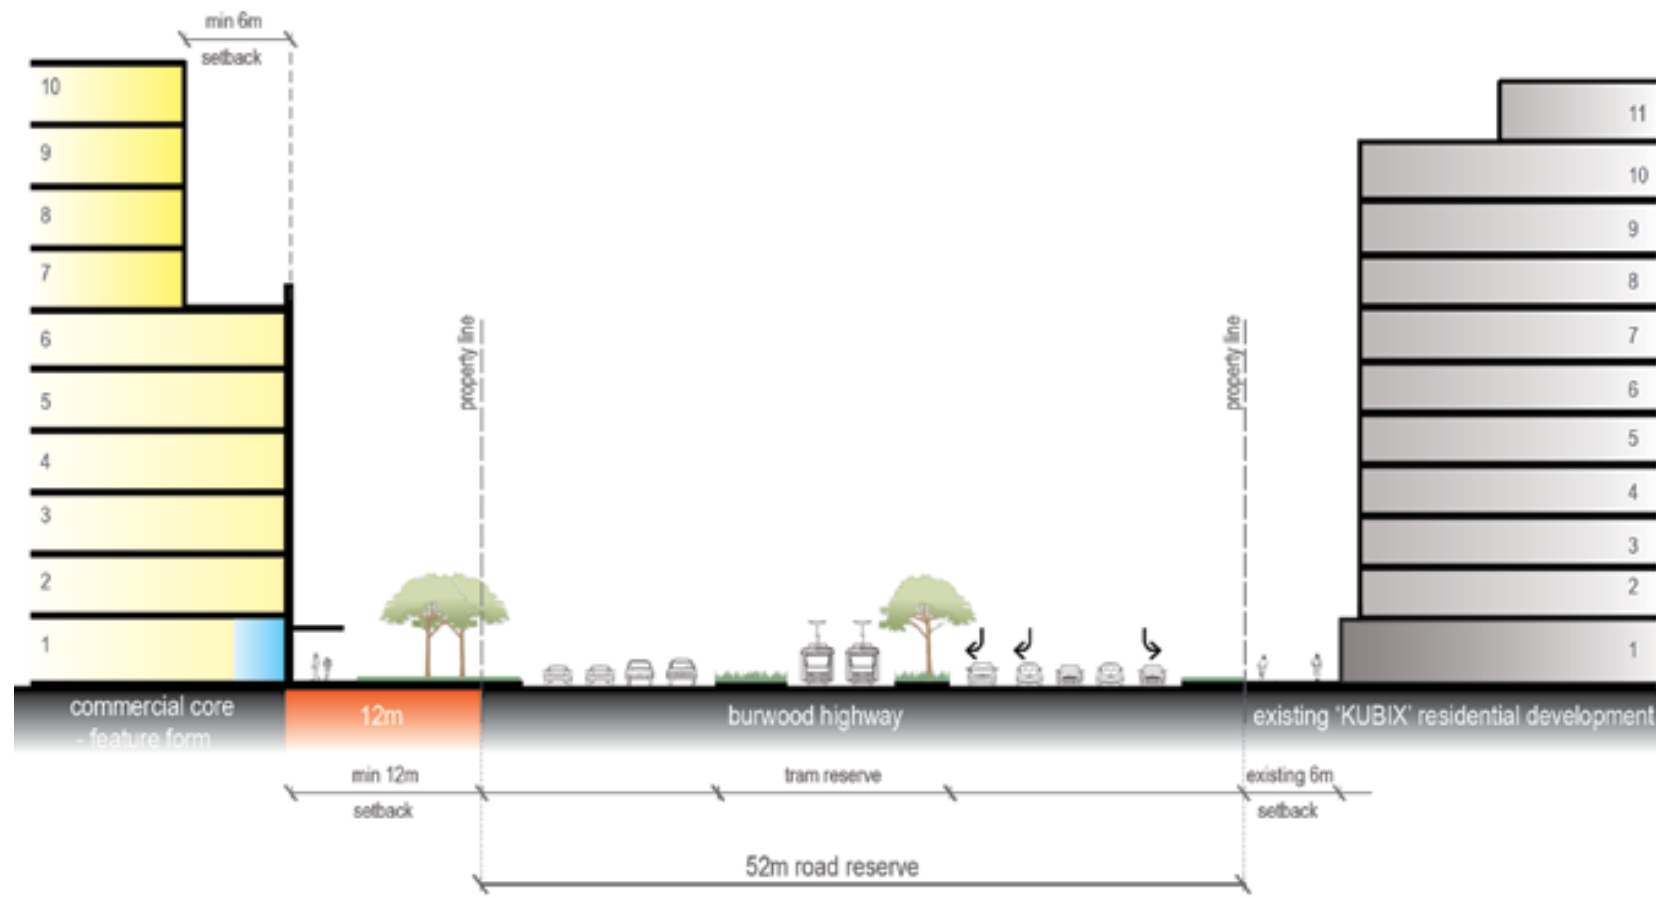 min 6m
setback
10
9
8
7
6
5
4
3
2
1
property line
property line
11
10
9
8
7
6
5
4
3
2
1
commercial core
- feature form
12m
burwood highway
existing 'KUBIX' residential development
min 12m
setback
tram reserve
existing 6m
setback
52m road reserve